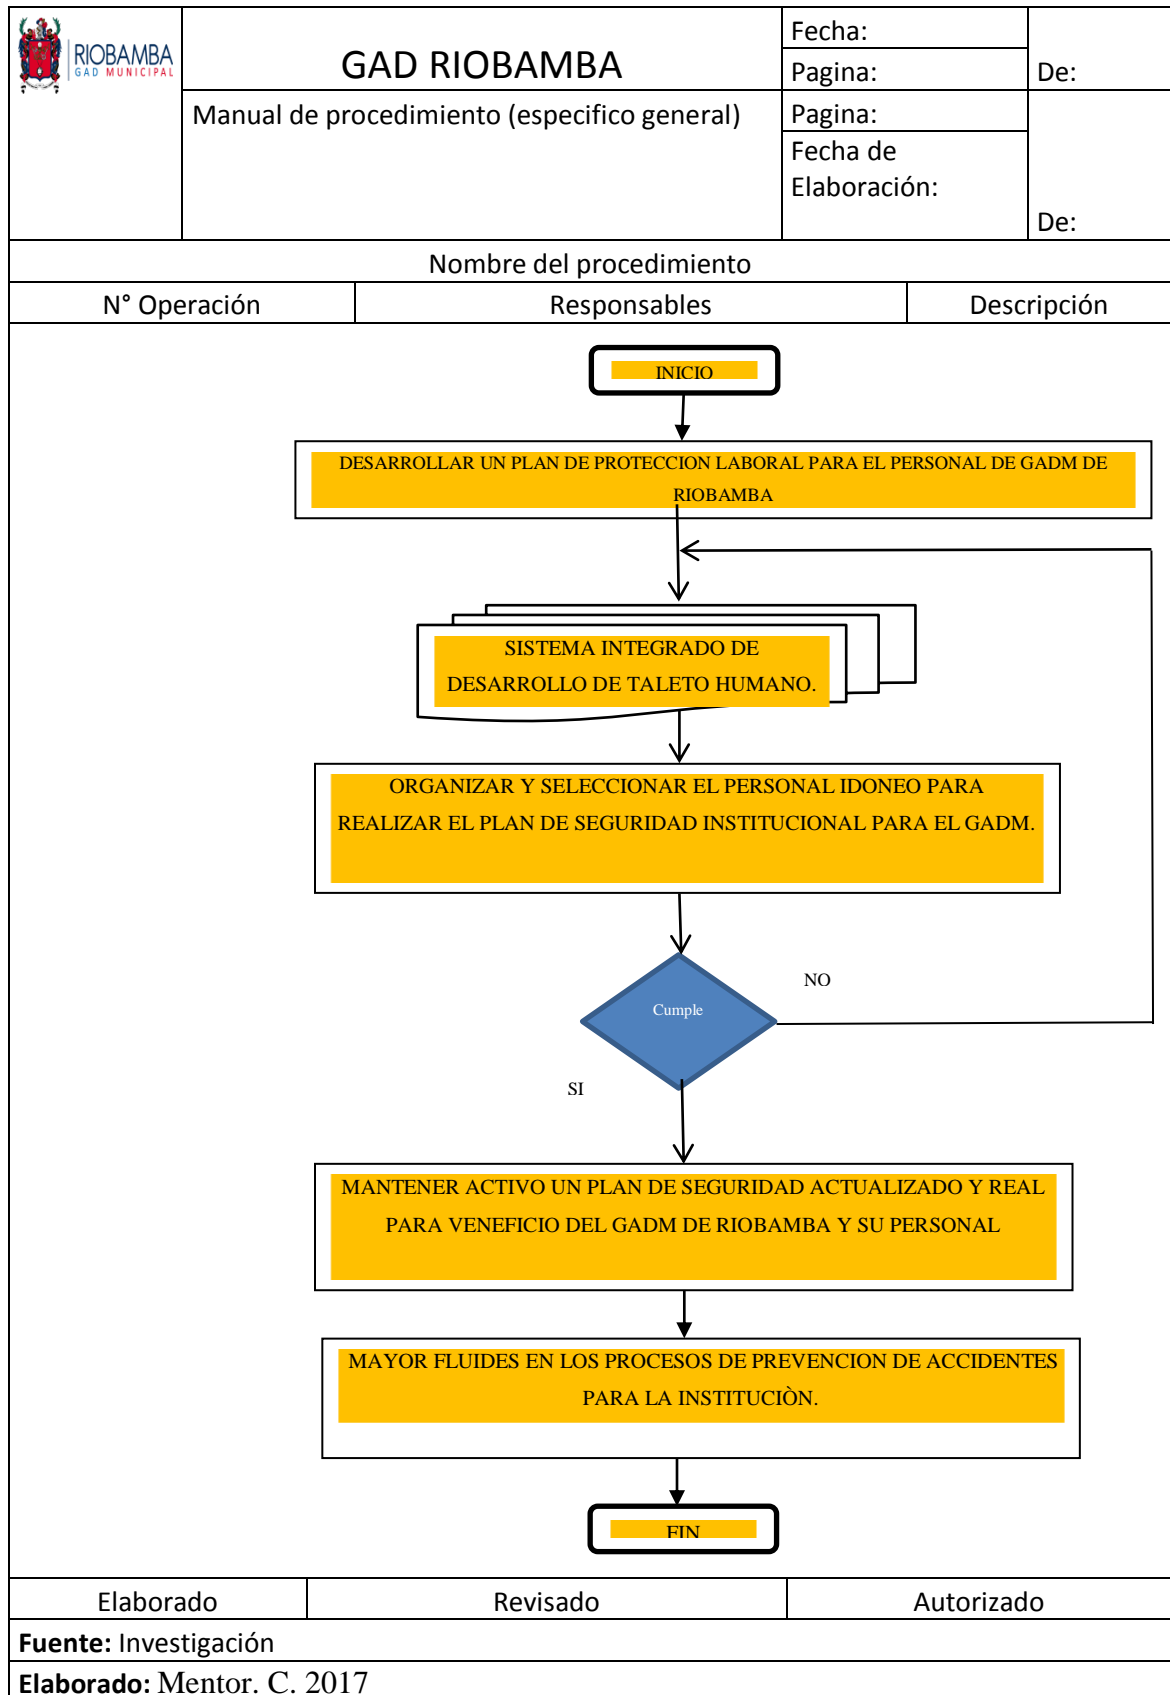 RIOBAMBA
GAD MUNICIPAL
GAD RIOBAMBA
Fecha:
Pagina:
De:
Manual de procedimiento (especifico general)
Pagina:
Fecha de
Elaboración:
De:
Nombre del procedimiento
N° Operación
Responsables
Descripción
INICIO
DESARROLLAR UN PLAN DE PROTECCION LABORAL PARA EL PERSONAL DE GADM DE
RIOBAMBA
SISTEMA INTEGRADO DE
DESARROLLO DE TALETO HUMANO.
ORGANIZAR Y SELECCIONAR EL PERSONAL IDONEO PARA
REALIZAR EL PLAN DE SEGURIDAD INSTITUCIONAL PARA EL GADM.
Cumple
NO
SI
MANTENER ACTIVO UN PLAN DE SEGURIDAD ACTUALIZADO Y REAL
PARA VENEFICIO DEL GADM DE RIOBAMBA Y SU PERSONAL
MAYOR FLUIDES EN LOS PROCESOS DE PREVENCION DE ACCIDENTES
PARA LA INSTITUCIÒN.
FIN
Elaborado
Revisado
Autorizado
Fuente: Investigación
Elaborado: Mentor. C. 2017